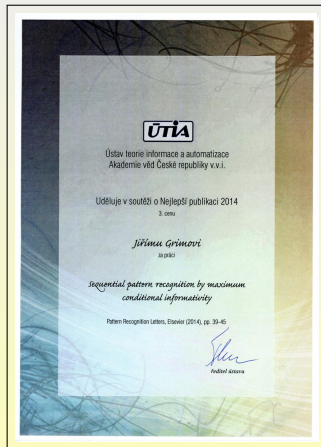 ÚTIA
Ústav teorie informace a automatizace
Akademie věd České republiky v.v.i.
Uděluje v soutěži o Nejlepší publikaci 2014
3. cenu
Jiřímu Grimovi
za práci
Sequential pattern recognition by maximum
conditional informativity
Pattern Recognition Letters, Elsevier (2014), pp. 39–45
ředitel ústavu